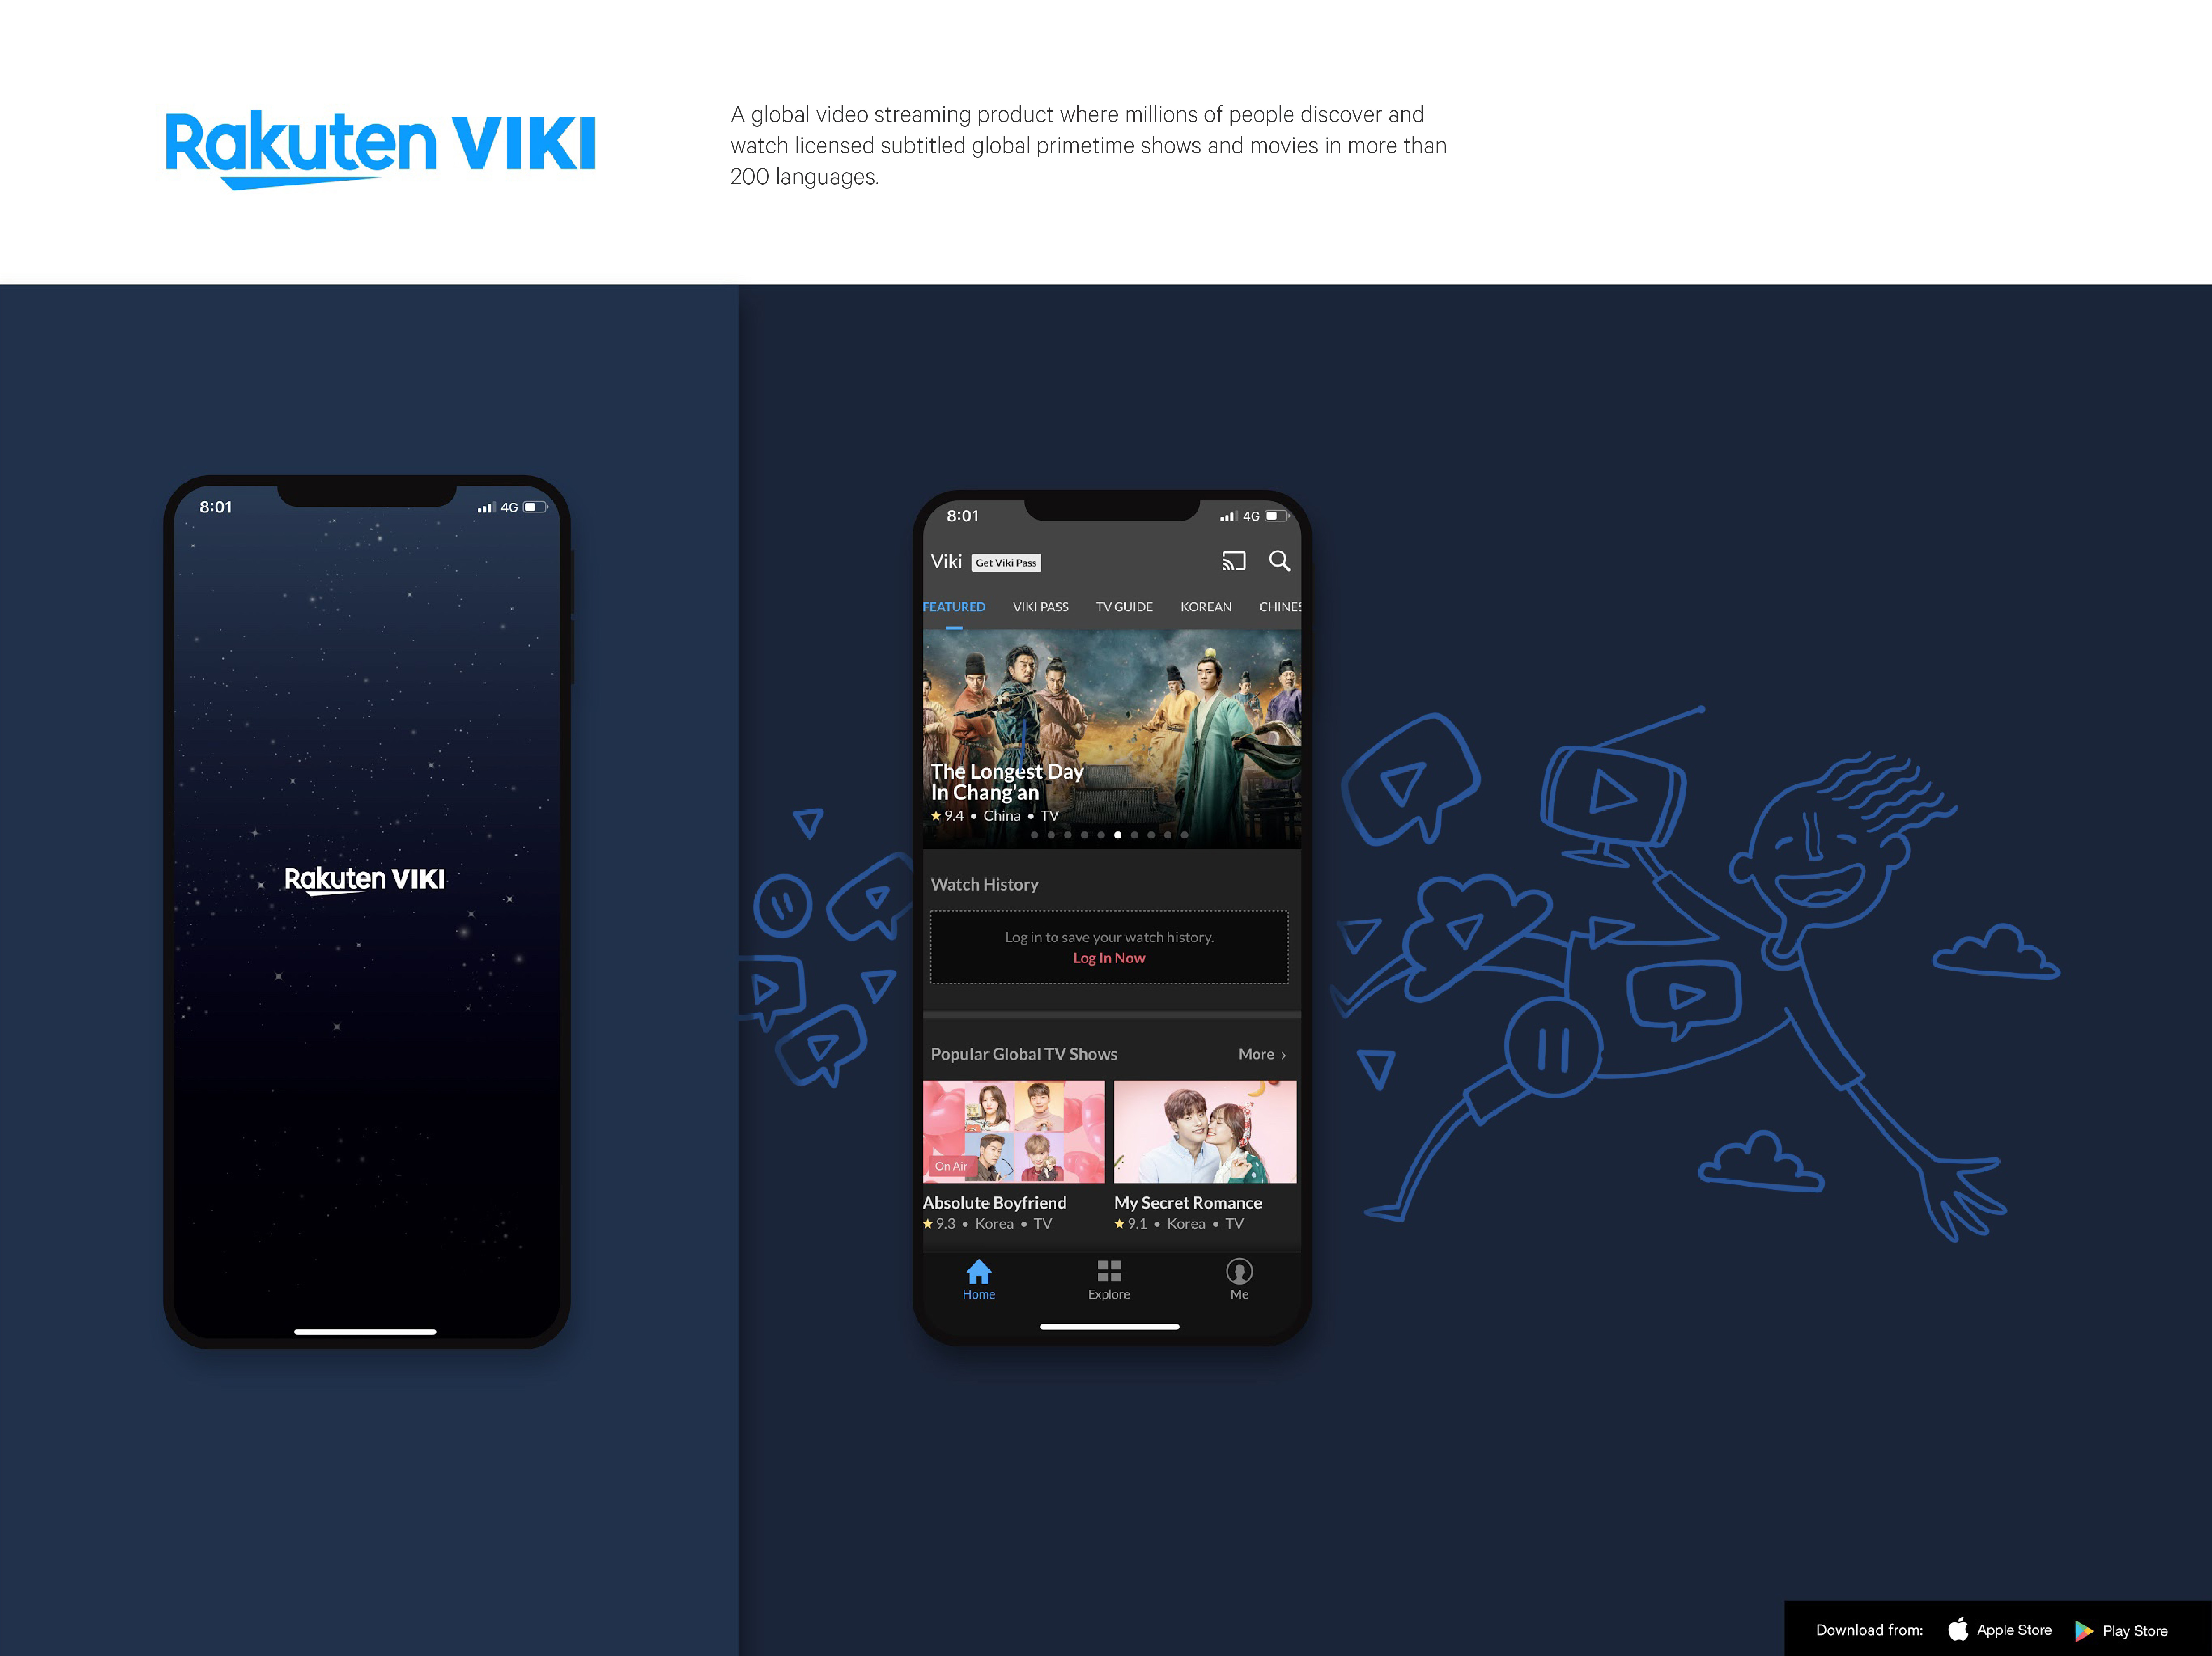 Rakuten VIKI
A global video streaming product where millions of people discover and
watch licensed subtitled global primetime shows and movies in more than
200 languages.
8:01
4G
Rakuten VIKI
8:01
4G
Viki Get Viki Pass
FEATURED VIKI PASS TV GUIDE KOREAN CHINES
The Longest Day
In Chang'an
9.4 • China • TV
Watch History
Log in to save your watch history.
Log In Now
Popular Global TV Shows More ›
On Air
Absolute Boyfriend My Secret Romance
9.3 • Korea • TV 9.1 • Korea • TV
Home Explore Me
Download from: Apple Store Play Store